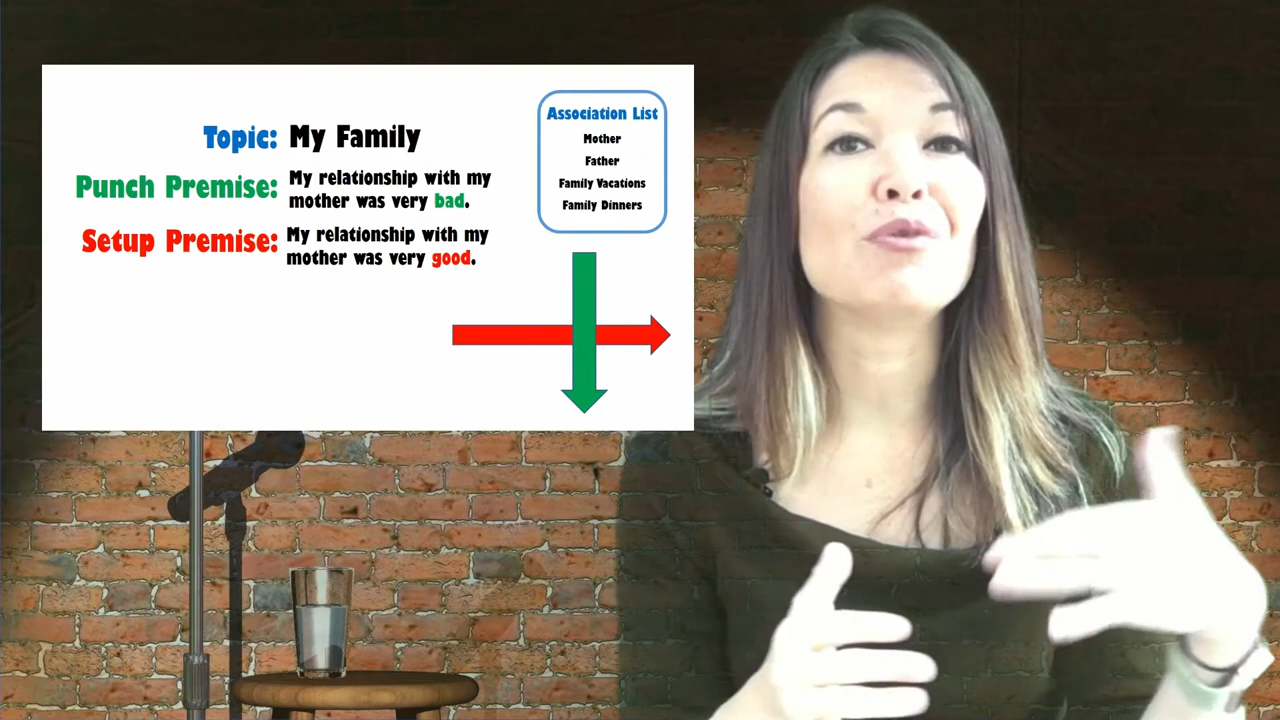 Topic: My Family
Punch Premise: My relationship with my
mother was very bad.
Setup Premise: My relationship with my
mother was very good.
Association List
Mother
Father
Family Vacations
Family Dinners